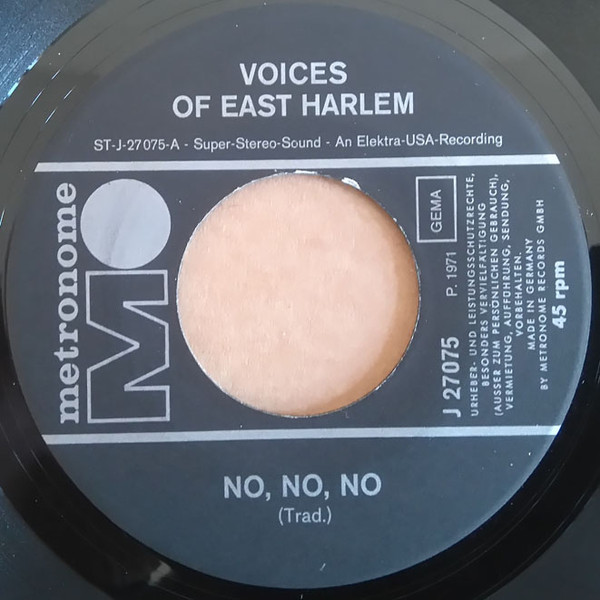 VOICES
OF EAST HARLEM
ST-J-27075-A - Super-Stereo-Sound - An Elektra-USA-Recording
metronome
M
GEMA
J 27075 P. 1971
URHEBER- UND LEISTUNGSSCHUTZRECHTE,
BESONDERS VERVIELFÄLTIGUNG
(AUSSER ZUM PERSÖNLICHEN GEBRAUCH),
VERMIETUNG, AUFFÜHRUNG, SENDUNG,
VORBEHALTEN.
MADE IN GERMANY
BY METRONOME RECORDS GMBH
45 rpm
NO, NO, NO
(Trad.)